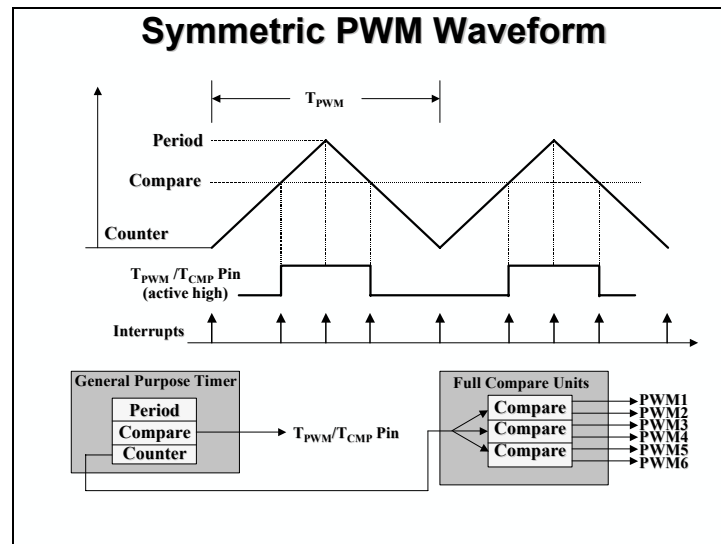 Symmetric PWM Waveform
TPWM
Period
Compare
Counter
TPWM /TCMP Pin
(active high)
Interrupts
General Purpose Timer
Period
Compare
Counter
TPWM/TCMP Pin
Full Compare Units
Compare
Compare
Compare
PWM1
PWM2
PWM3
PWM4
PWM5
PWM6